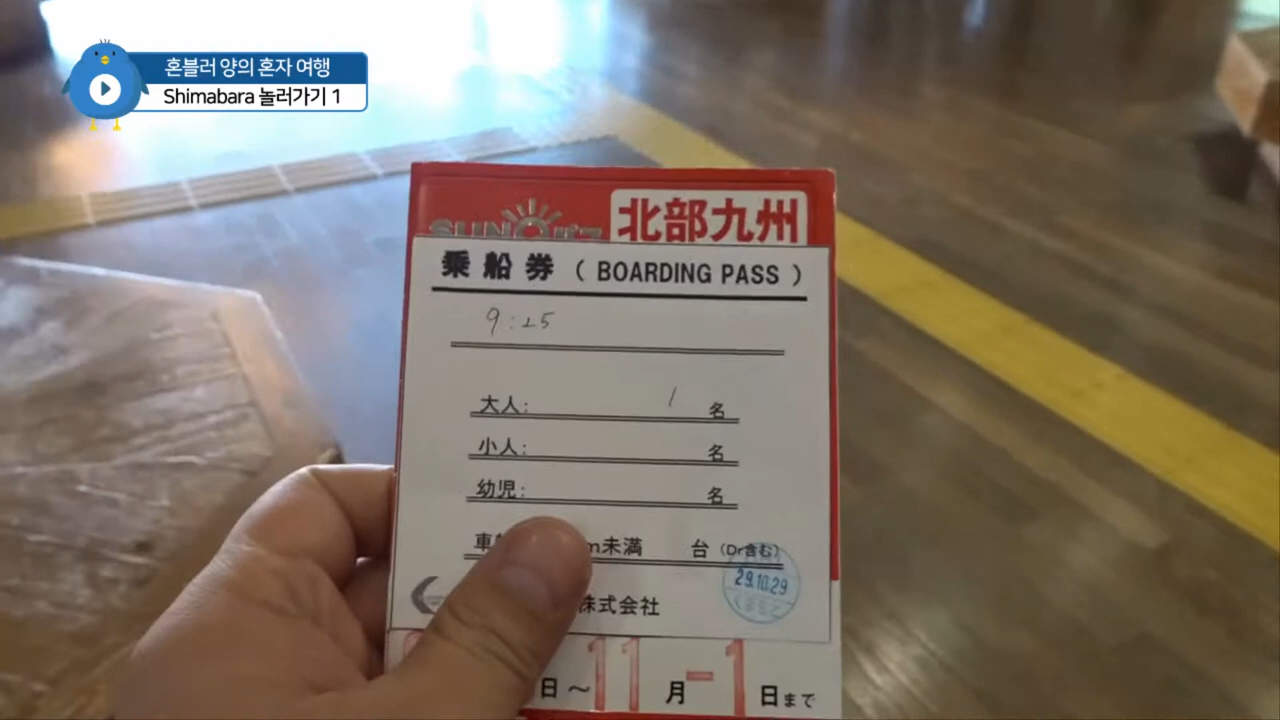 혼블러 양의 혼자 여행
Shimabara 놀러가기 1
北部九州
乗船券 ( BOARDING PASS )
9:25
大人: 1 名
小人: 名
幼児: 名
車 m未満 台 (Dr含む)
29.10.29
株式会社
日~11月-1日まで